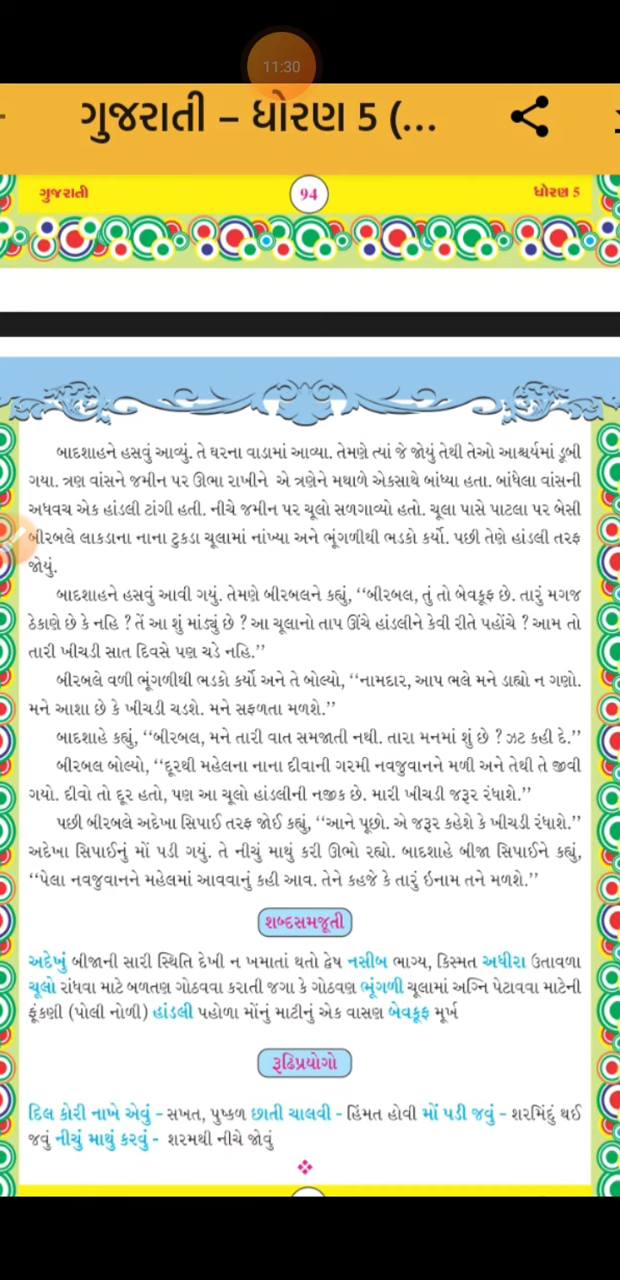 11:30
ગુજરાતી – ધોરણ 5 (...
ગુજરાતી 94 ધોરણ 5
બાદશાહને હસવું આવ્યું. તે ઘરના વાડામાં આવ્યા. તેમણે ત્યાં જે જોયું તેથી તેઓ આશ્ચર્યમાં ડૂબી
ગયા. ત્રણ વાંસને જમીન પર ઊભા રાખીને એ ત્રણેને મથાળે એકસાથે બાંધ્યા હતા. બાંધેલા વાંસની
અધવચ એક હાંડલી ટાંગી હતી. નીચે જમીન પર ચૂલો સળગાવ્યો હતો. ચૂલા પાસે પાટલા પર બેસી
બીરબલે લાકડાના નાના ટુકડા ચૂલામાં નાંખ્યા અને ભૂંગળીથી ભડકો કર્યો. પછી તેણે હાંડલી તરફ
જોયું.
બાદશાહને હસવું આવી ગયું. તેમણે બીરબલને કહ્યું, ‘‘બીરબલ, તું તો બેવકૂફ છે. તારું મગજ
ઠેકાણે છે કે નહિ ? તેં આ શું માંડ્યું છે ? આ ચૂલાનો તાપ ઊંચે હાંડલીને કેવી રીતે પહોંચે ? આમ તો
તારી ખીચડી સાત દિવસે પણ ચડે નહિ.’’
બીરબલે વળી ભૂંગળીથી ભડકો કર્યો અને તે બોલ્યો, ‘‘નામદાર, આપ ભલે મને ડાહ્યો ન ગણો.
મને આશા છે કે ખીચડી ચડશે. મને સફળતા મળશે.’’
બાદશાહે કહ્યું, ‘‘બીરબલ, મને તારી વાત સમજાતી નથી. તારા મનમાં શું છે ? ઝટ કહી દે.’’
બીરબલ બોલ્યો, ‘‘દૂરથી મહેલના નાના દીવાની ગરમી નવજુવાનને મળી અને તેથી તે જીવી
ગયો. દીવો તો દૂર હતો, પણ આ ચૂલો હાંડલીની નજીક છે. મારી ખીચડી જરૂર રંધાશે.’’
પછી બીરબલે અદેખા સિપાઈ તરફ જોઈ કહ્યું, ‘‘આને પૂછો. એ જરૂર કહેશે કે ખીચડી રંધાશે.’’
અદેખા સિપાઈનું મોં પડી ગયું. તે નીચું માથું કરી ઊભો રહ્યો. બાદશાહે બીજા સિપાઈને કહ્યું,
‘‘પેલા નવજુવાનને મહેલમાં આવવાનું કહી આવ. તેને કહજે કે તારું ઇનામ તને મળશે.’’
શબ્દસમજૂતી
અદેખું બીજાની સારી સ્થિતિ દેખી ન ખમાતાં થતો દ્વેષ નસીબ ભાગ્ય, કિસ્મત અધીરા ઉતાવળા
ચૂલો રાંધવા માટે બળતણ ગોઠવવા કરાતી જગા કે ગોઠવણ ભૂંગળી ચૂલામાં અગ્નિ પેટાવવા માટેની
ફૂંકણી (પોલી નોળી) હાંડલી પહોળા મોંનું માટીનું એક વાસણ બેવકૂફ મૂર્ખ
રૂઢિપ્રયોગો
દિલ કોરી નાખે એવું - સખત, પુષ્કળ છાતી ચાલવી - હિંમત હોવી મોં પડી જવું - શરમિંદું થઈ
જવું નીચું માથું કરવું - શરમથી નીચે જોવું